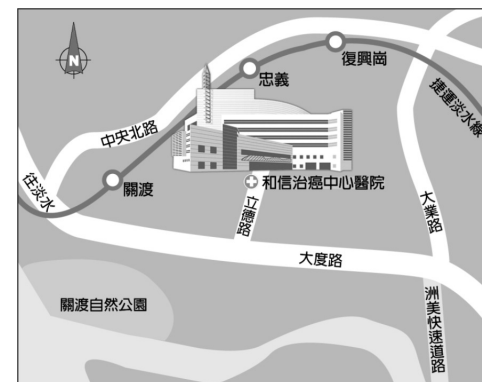 復興崗
忠義
N
捷運淡水線
中央北路
關渡
往淡水
和信治癌中心醫院
立德路
大業路
大度路
關渡自然公園
洲美快速道路